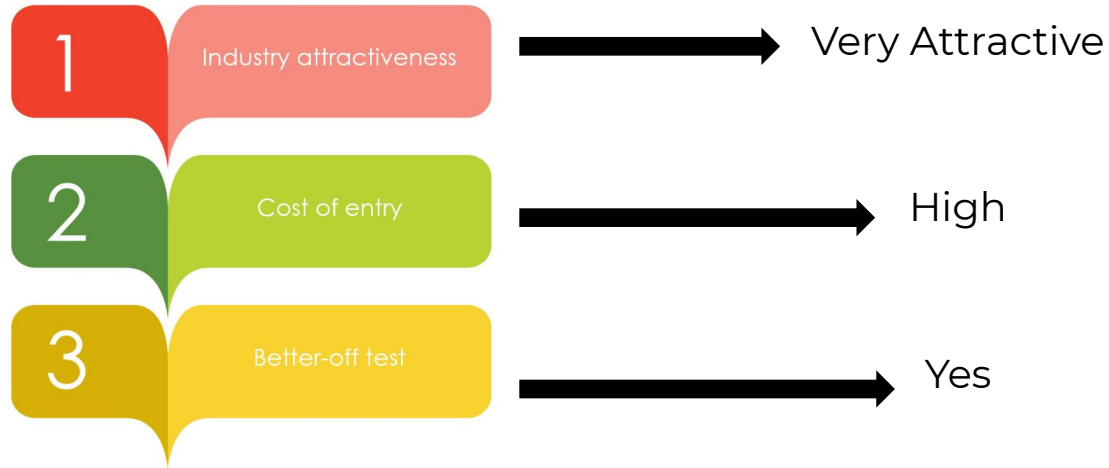 1
Industry attractiveness
Very Attractive
2
Cost of entry
High
3
Better-off test
Yes